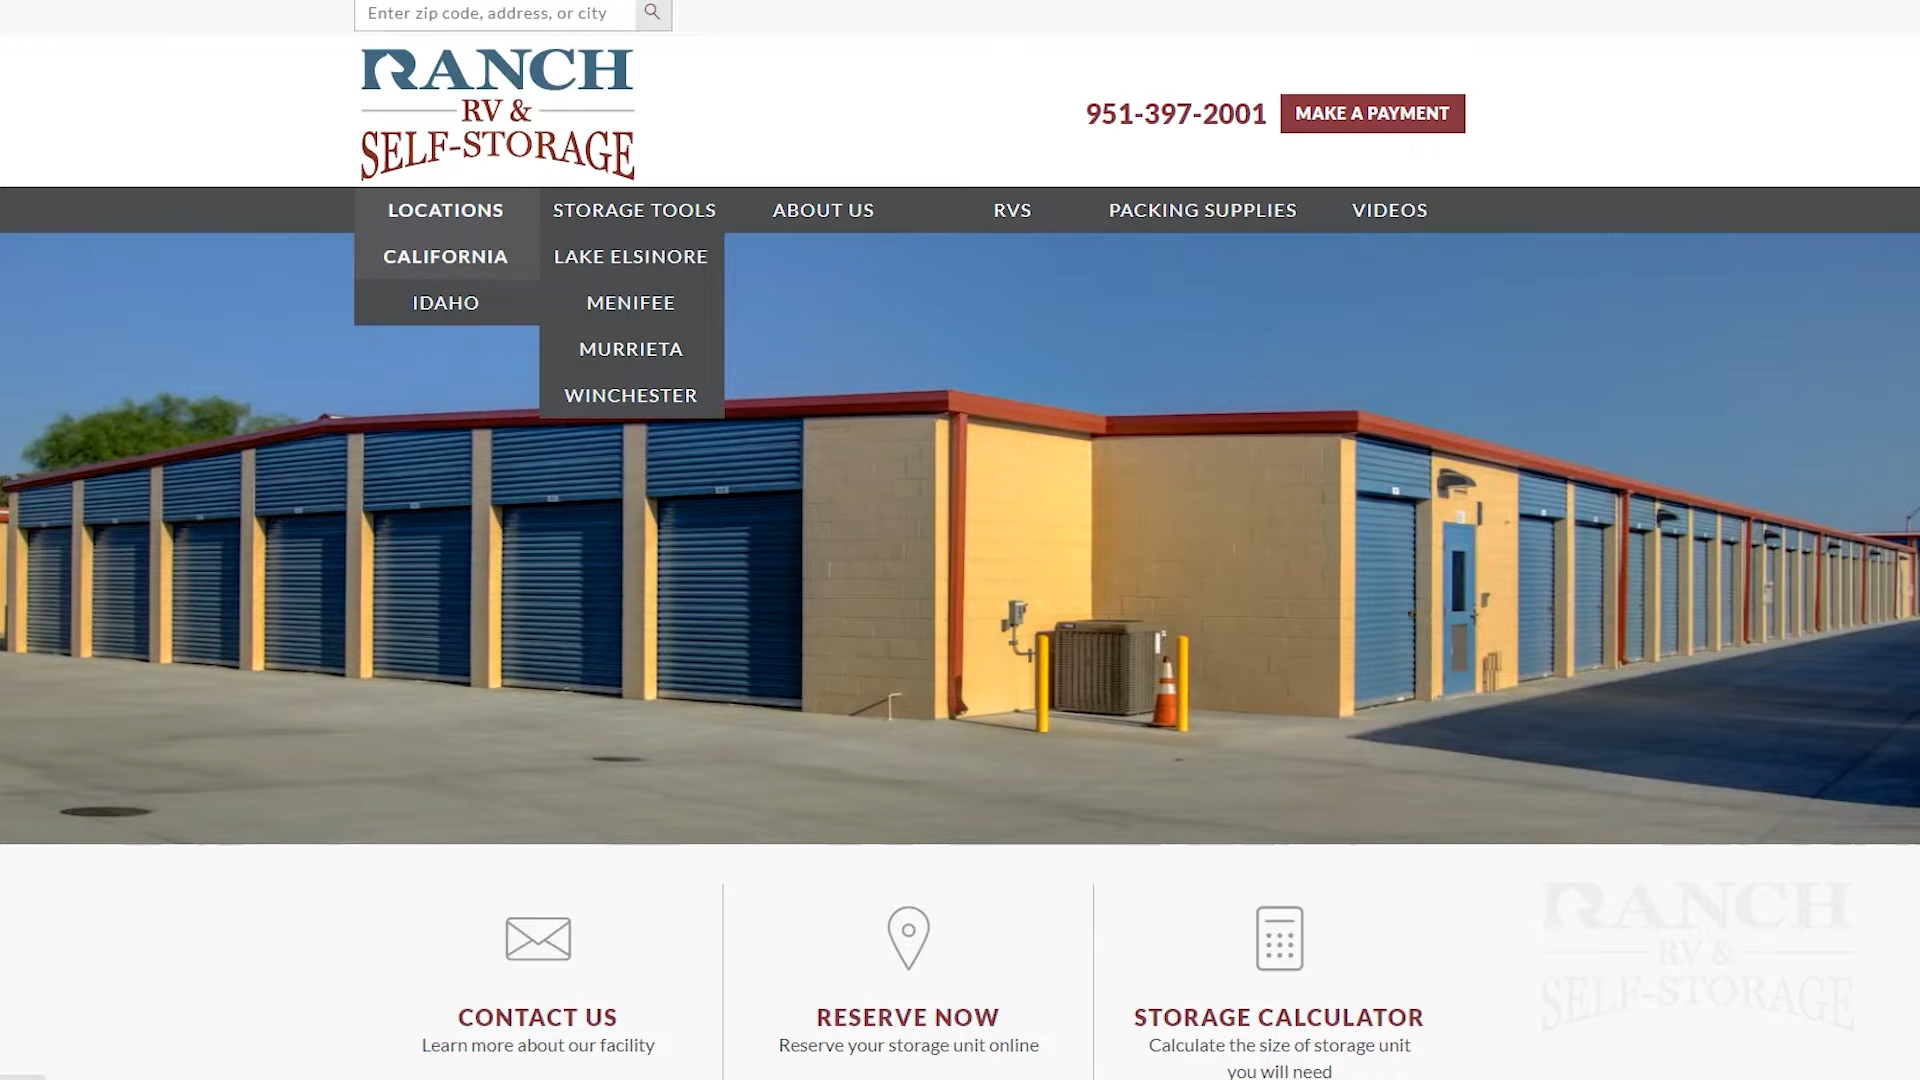 Enter zip code, address, or city
RANCH
RV &
SELF-STORAGE
951-397-2001
MAKE A PAYMENT
LOCATIONS
STORAGE TOOLS
ABOUT US
RVS
PACKING SUPPLIES
VIDEOS
CALIFORNIA
IDAHO
LAKE ELSINORE
MENIFEE
MURRIETA
WINCHESTER
CONTACT US
Learn more about our facility
RESERVE NOW
Reserve your storage unit online
STORAGE CALCULATOR
Calculate the size of storage unit
you will need
RANCH
RV &
SELF-STORAGE